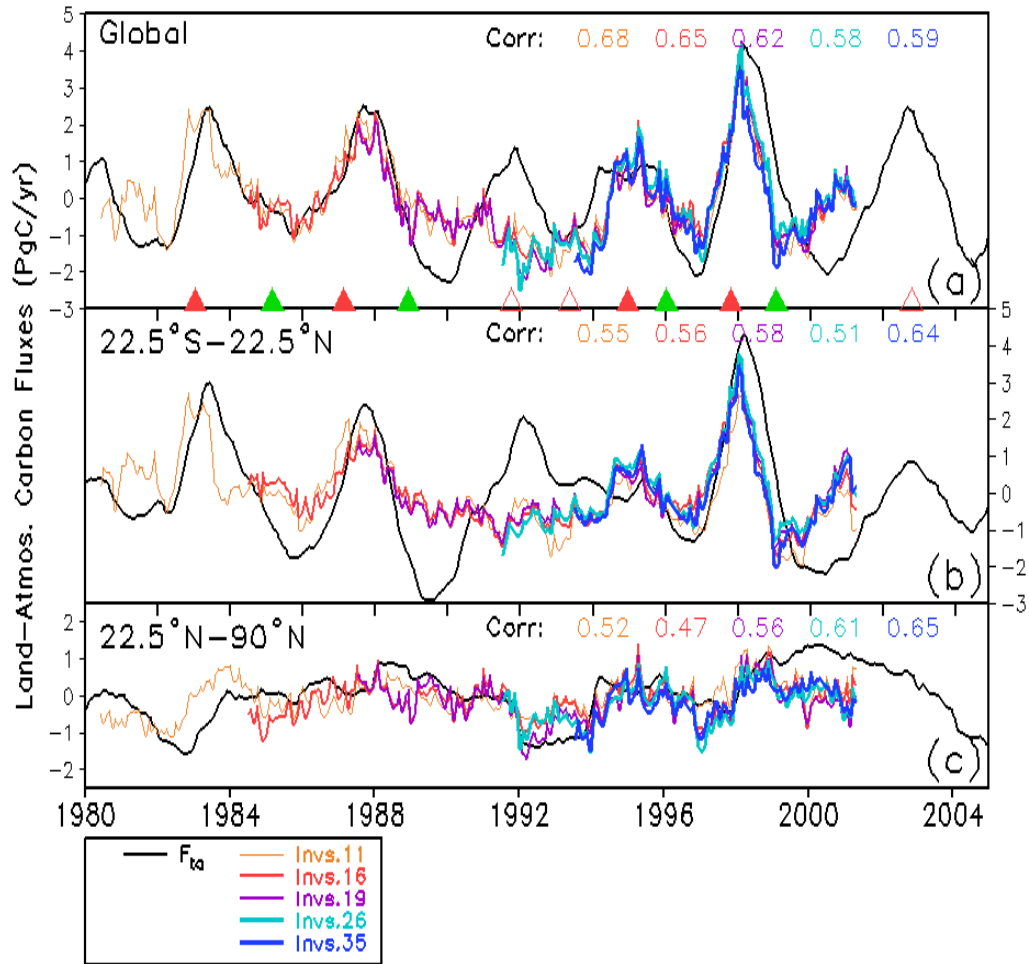 Land-Atmos. Carbon Fluxes (PgC/yr)
5
4
3
2
1
0
-1
-2
-3
Global
Corr: 0.68 0.65 0.62 0.58 0.59
(a)
22.5°S-22.5°N
Corr: 0.55 0.56 0.58 0.51 0.64
5
4
3
2
1
0
-1
-2
-3
(b)
2
1
0
-1
-2
22.5°N-90°N
Corr: 0.52 0.47 0.56 0.61 0.65
(c)
1980 1984 1988 1992 1996 2000 2004
Fta Invs.11
Invs.16
Invs.19
Invs.26
Invs.35